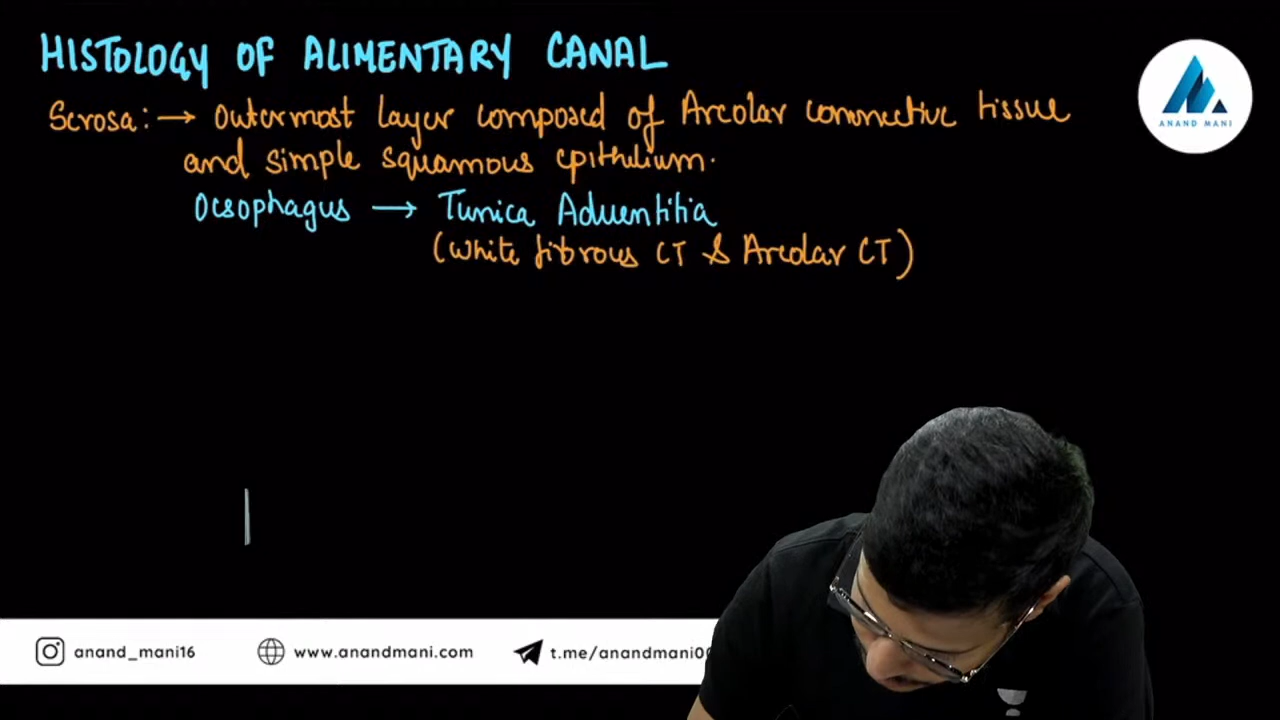 HISTOLOGY OF ALIMENTARY CANAL
Serosa:→ Outermost layer composed of Areolar connective tissue
and simple squamous epithelium.
Oesophagus → Tunica Adventitia
(White fibrous CT & Areolar CT)
ANAND MANI
anand_mani16
www.anandmani.com